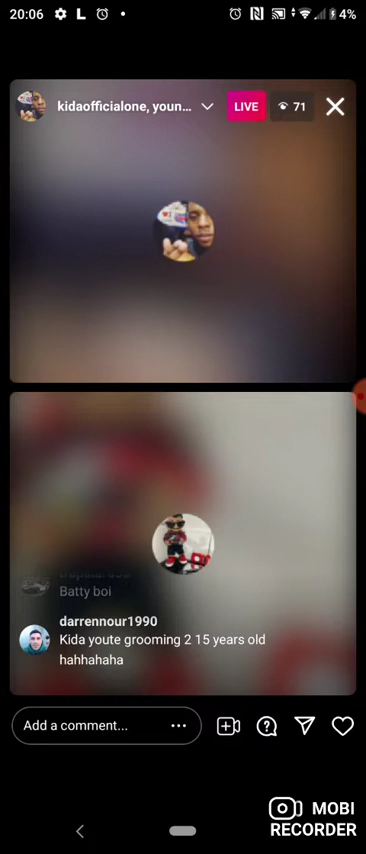 20:06
4%
kidaofficialone, youn...
LIVE
71
Batty boi
darrennour1990
Kida youte grooming 2 15 years old
hahhahaha
Add a comment...
MOBI
RECORDER